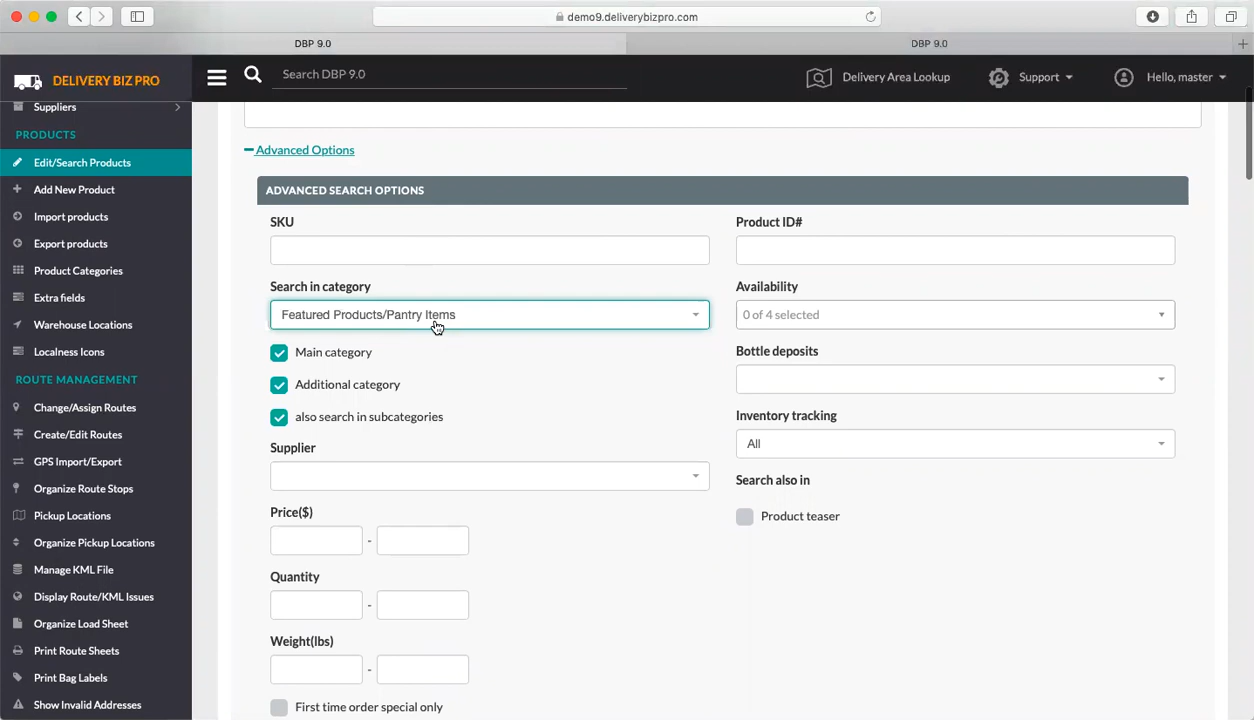 demo9.deliverybizpro.com
DBP 9.0
DBP 9.0
DELIVERY BIZ PRO
Search DBP 9.0
Delivery Area Lookup
Support
Hello, master
Suppliers
PRODUCTS
Edit/Search Products
Add New Product
Import products
Export products
Product Categories
Extra fields
Warehouse Locations
Localness Icons
ROUTE MANAGEMENT
Change/Assign Routes
Create/Edit Routes
GPS Import/Export
Organize Route Stops
Pickup Locations
Organize Pickup Locations
Manage KML File
Display Route/KML Issues
Organize Load Sheet
Print Route Sheets
Print Bag Labels
Show Invalid Addresses
Advanced Options
ADVANCED SEARCH OPTIONS
SKU
Search in category
Featured Products/Pantry Items
Main category
Additional category
also search in subcategories
Supplier
Price($)
-
Quantity
-
Weight(lbs)
-
First time order special only
Product ID#
Availability
0 of 4 selected
Bottle deposits
Inventory tracking
All
Search also in
Product teaser